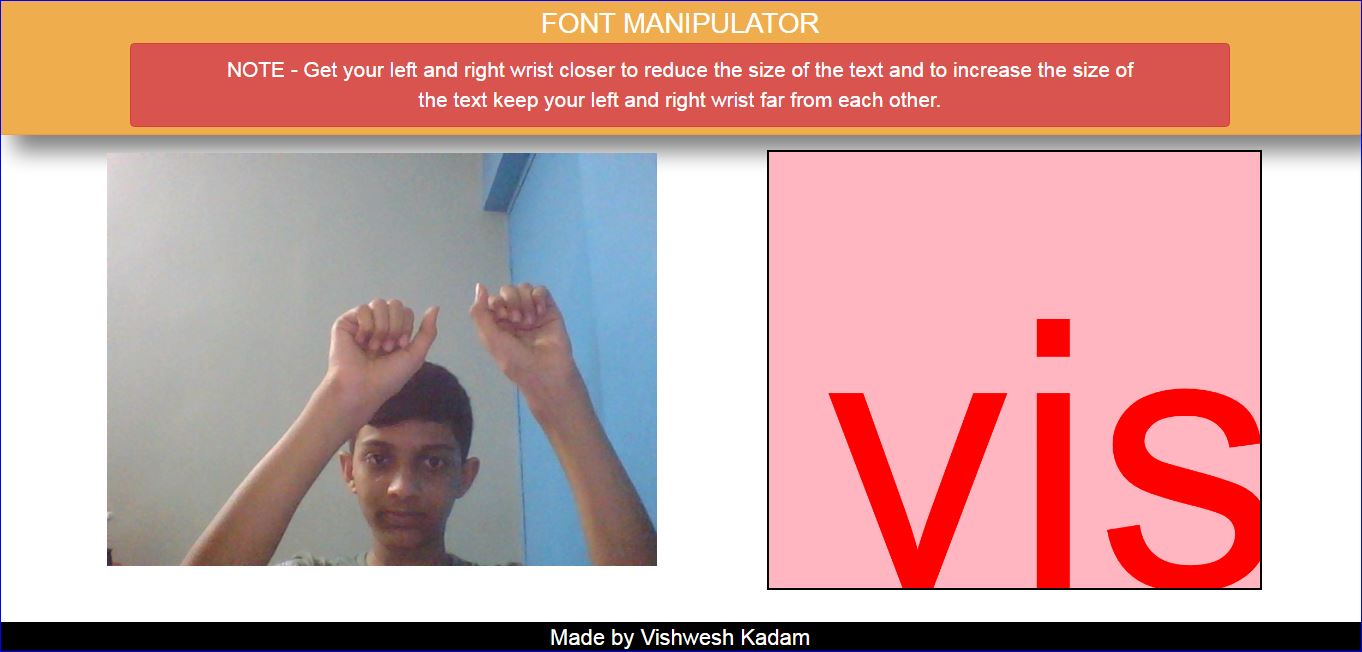 FONT MANIPULATOR
NOTE - Get your left and right wrist closer to reduce the size of the text and to increase the size of
the text keep your left and right wrist far from each other.
vis
Made by Vishwesh Kadam